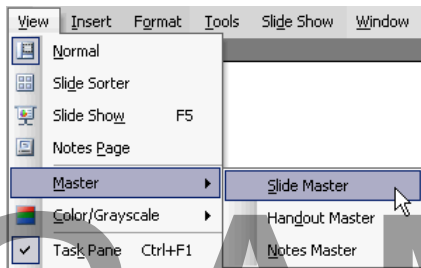 View Insert Format Tools Slide Show Window
Normal
Slide Sorter
Slide Show F5
Notes Page
Master
Slide Master
Color/Grayscale
Handout Master
Task Pane Ctrl+F1
Notes Master